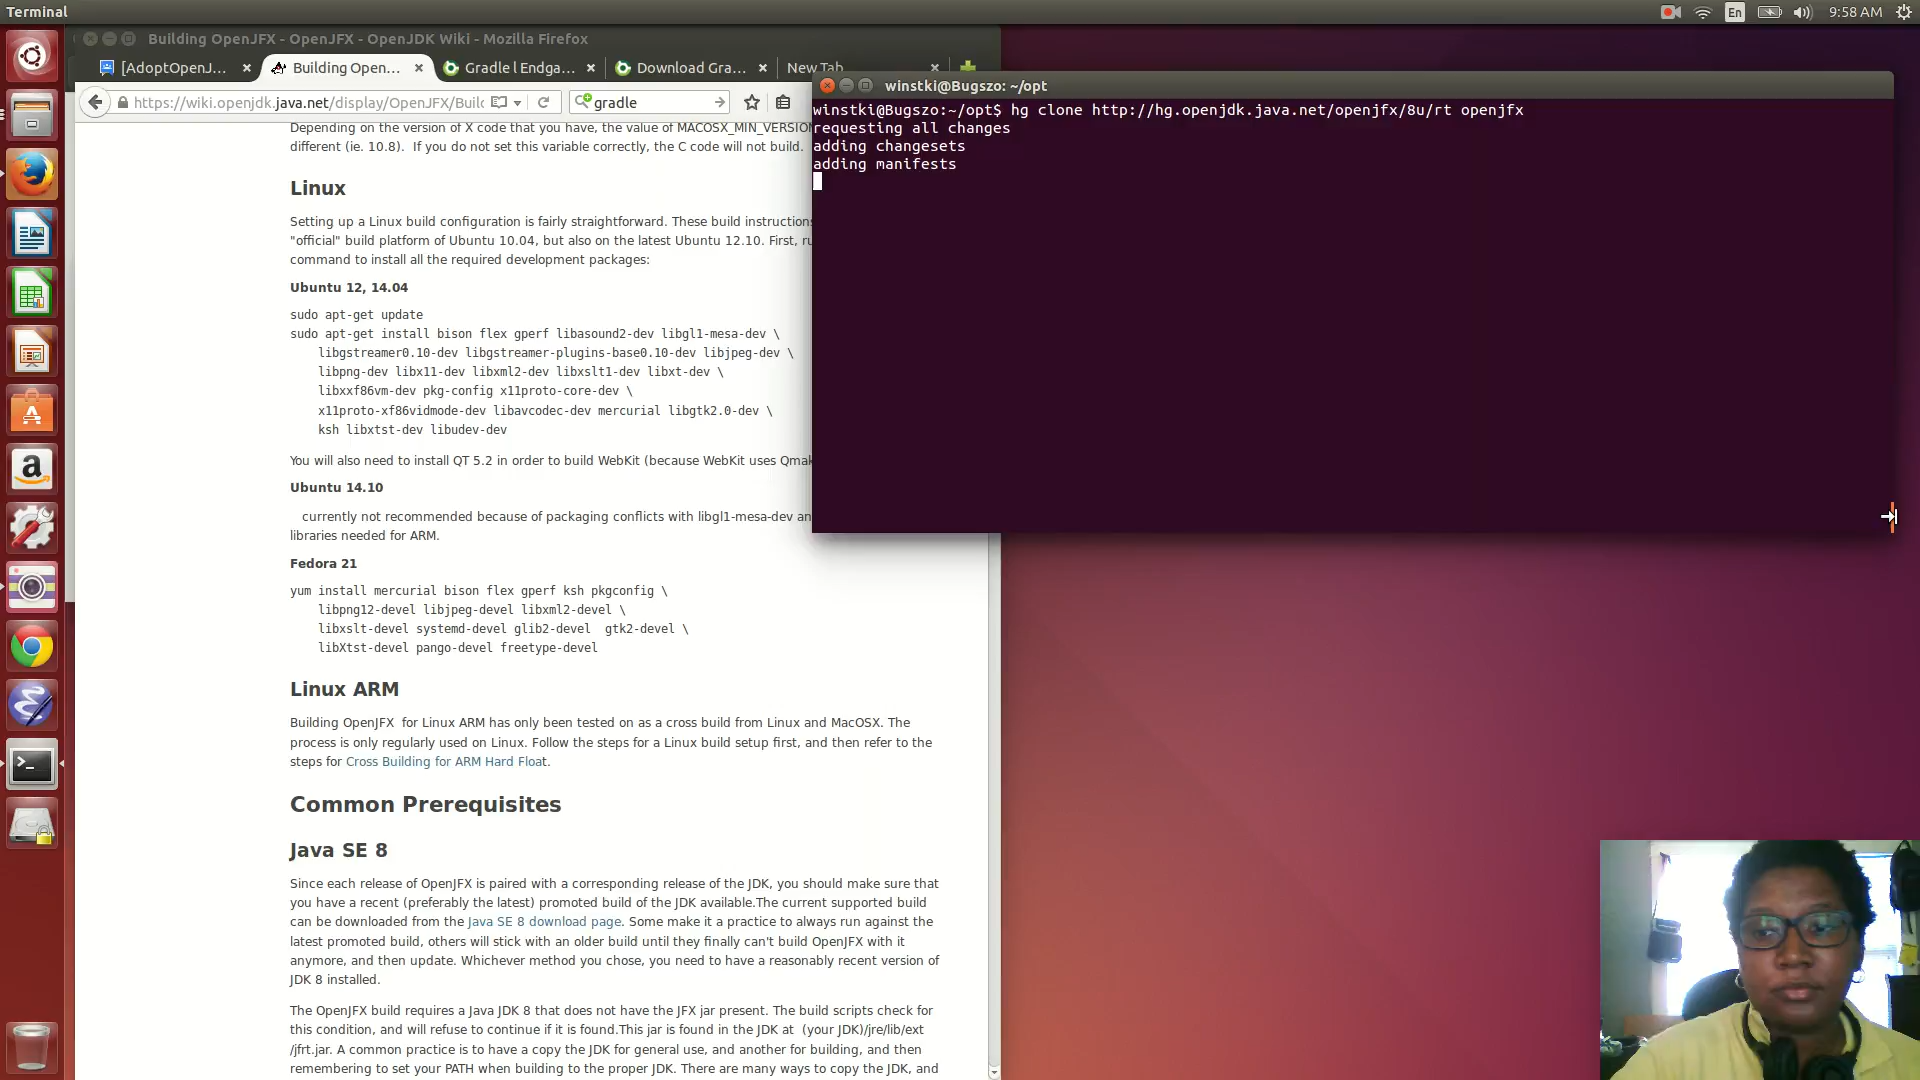 Terminal
En
9:58 AM
Building OpenJFX - OpenJFX - OpenJDK Wiki - Mozilla Firefox
[AdoptOpenJ...
Building Open...
Gradle l Endga...
Download Gra...
New Tab
https://wiki.openjdk.java.net/display/OpenJFX/Build
gradle
Depending on the version of X code that you have, the value of MACOSX_MIN_VERSION
different (ie. 10.8). If you do not set this variable correctly, the C code will not build.
Linux
Setting up a Linux build configuration is fairly straightforward. These build instructions
"official" build platform of Ubuntu 10.04, but also on the latest Ubuntu 12.10. First, ru
command to install all the required development packages:
Ubuntu 12, 14.04
sudo apt-get update
sudo apt-get install bison flex gperf libasound2-dev libgl1-mesa-dev \
libgstreamer0.10-dev libgstreamer-plugins-base0.10-dev libjpeg-dev \
libpng-dev libx11-dev libxml2-dev libxslt1-dev libxt-dev \
libxxf86vm-dev pkg-config x11proto-core-dev \
x11proto-xf86vidmode-dev libavcodec-dev mercurial libgtk2.0-dev \
ksh libxtst-dev libudev-dev
You will also need to install QT 5.2 in order to build WebKit (because WebKit uses Qmak
Ubuntu 14.10
currently not recommended because of packaging conflicts with libgl1-mesa-dev an
libraries needed for ARM.
Fedora 21
yum install mercurial bison flex gperf ksh pkgconfig \
libpng12-devel libjpeg-devel libxml2-devel \
libxslt-devel systemd-devel glib2-devel gtk2-devel \
libXtst-devel pango-devel freetype-devel
Linux ARM
Building OpenJFX for Linux ARM has only been tested on as a cross build from Linux and MacOSX. The
process is only regularly used on Linux. Follow the steps for a Linux build setup first, and then refer to the
steps for Cross Building for ARM Hard Float.
Common Prerequisites
Java SE 8
Since each release of OpenJFX is paired with a corresponding release of the JDK, you should make sure that
you have a recent (preferably the latest) promoted build of the JDK available.The current supported build
can be downloaded from the Java SE 8 download page. Some make it a practice to always run against the
latest promoted build, others will stick with an older build until they finally can't build OpenJFX with it
anymore, and then update. Whichever method you chose, you need to have a reasonably recent version of
JDK 8 installed.
The OpenJFX build requires a Java JDK 8 that does not have the JFX jar present. The build scripts check for
this condition, and will refuse to continue if it is found.This jar is found in the JDK at (your JDK)/jre/lib/ext
/jfrt.jar. A common practice is to have a copy the JDK for general use, and another for building, and then
remembering to set your PATH when building to the proper JDK. There are many ways to copy the JDK, and
winstki@Bugszo: ~/opt
winstki@Bugszo:~/opt$ hg clone http://hg.openjdk.java.net/openjfx/8u/rt openjfx
requesting all changes
adding changesets
adding manifests